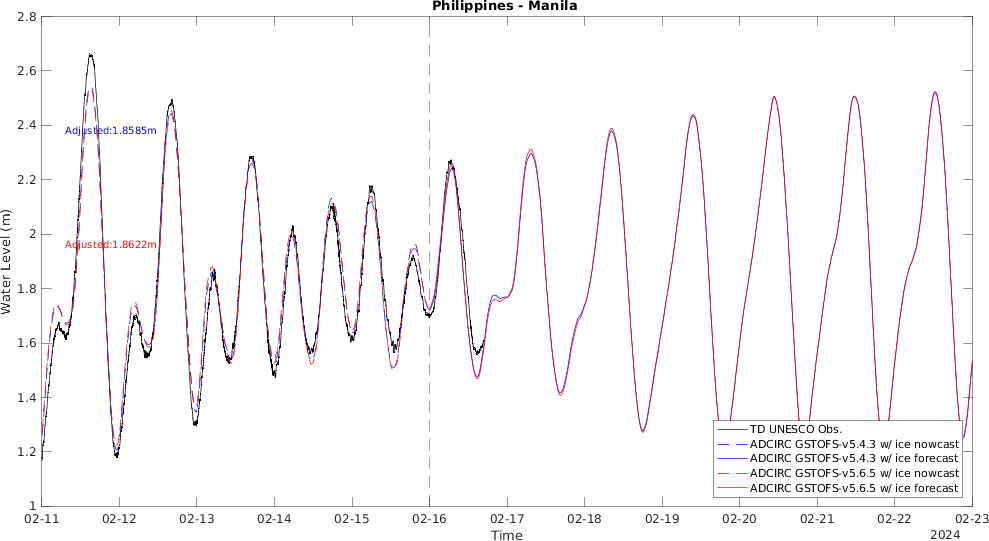 Philippines - Manila
2.8
2.6
2.4
2.2
2
1.8
1.6
1.4
1.2
1
Water Level (m)
Adjusted:1.8585m
Adjusted:1.8622m
TD UNESCO Obs.
ADCIRC GSTOFS-v5.4.3 w/ ice nowcast
ADCIRC GSTOFS-v5.4.3 w/ ice forecast
ADCIRC GSTOFS-v5.6.5 w/ ice nowcast
ADCIRC GSTOFS-v5.6.5 w/ ice forecast
02-11 02-12 02-13 02-14 02-15 02-16 02-17 02-18 02-19 02-20 02-21 02-22 02-23
Time
2024